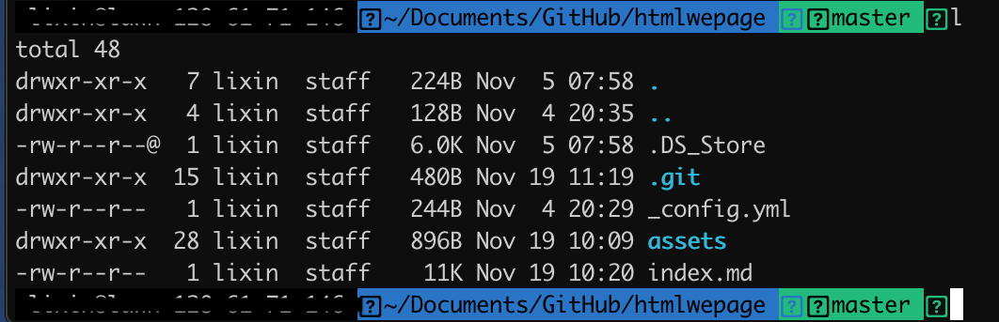 ~/Documents/GitHub/htmlwepage master l
total 48
drwxr-xr-x   7 lixin  staff   224B Nov  5 07:58 .
drwxr-xr-x   4 lixin  staff   128B Nov  4 20:35 ..
-rw-r--r--@  1 lixin  staff   6.0K Nov  5 07:58 .DS_Store
drwxr-xr-x  15 lixin  staff   480B Nov 19 11:19 .git
-rw-r--r--   1 lixin  staff   244B Nov  4 20:29 _config.yml
drwxr-xr-x  28 lixin  staff   896B Nov 19 10:09 assets
-rw-r--r--   1 lixin  staff    11K Nov 19 10:20 index.md
~/Documents/GitHub/htmlwepage master